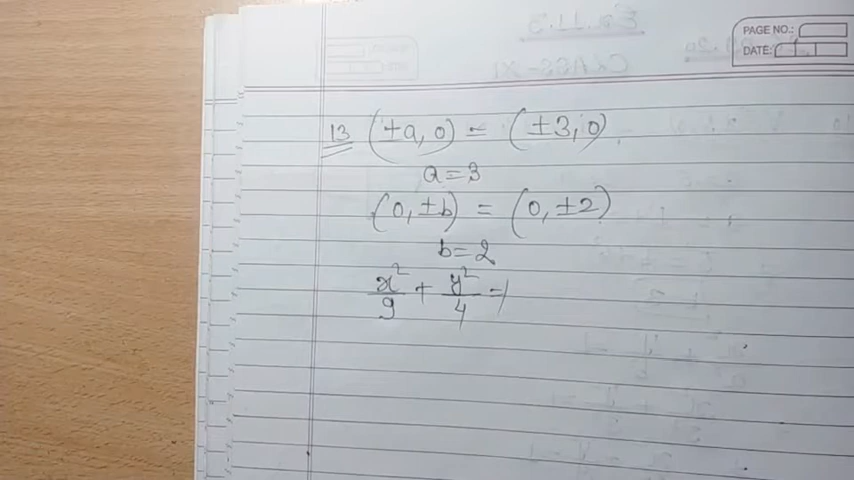 PAGE NO.:
DATE:
13 (±a, 0) = (±3, 0)
a = 3
(0, ±b) = (0, ±2)
b = 2
x²/9 + y²/4 = 1